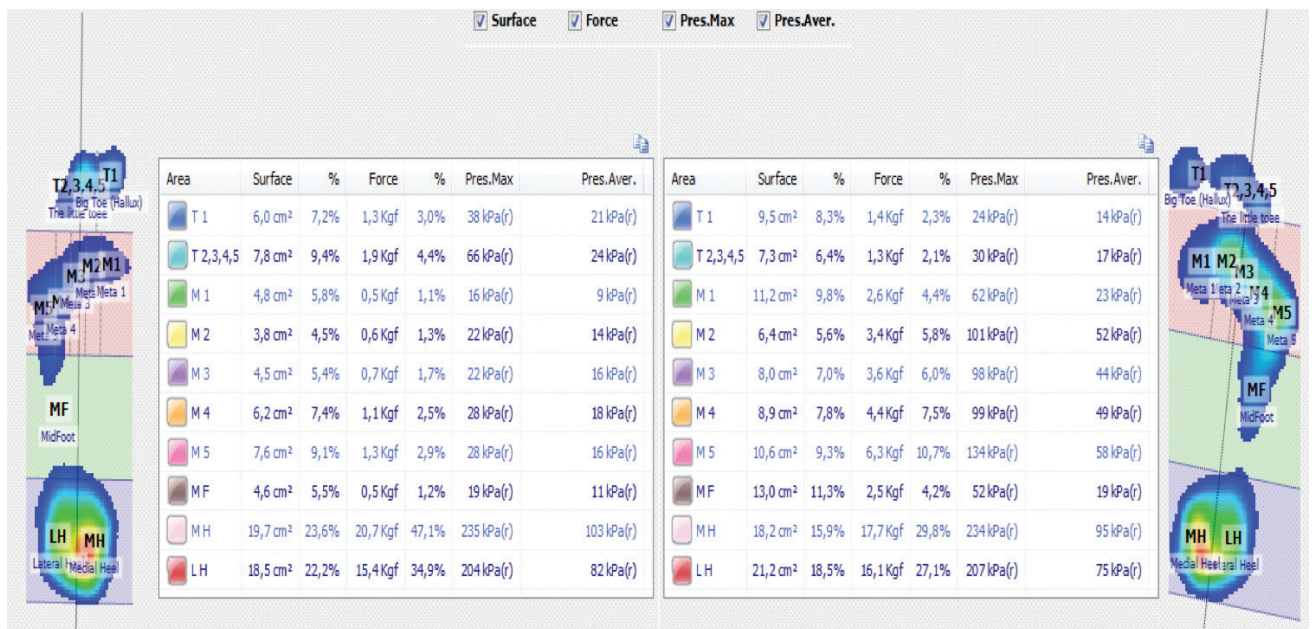 Surface Force Pres.Max Pres.Aver.
T2,3,4,5 T1
Big Toe (Hallux)
The little toee
M3 M2 M1
Meta 1
M5
Meta 3
Meta 4
MF
MidFoot
LH MH
Medial Heel
Area Surface % Force % Pres.Max Pres.Aver.
T 1 6,0 cm² 7,2% 1,3 Kgf 3,0% 38 kPa(r) 21 kPa(r)
T 2,3,4,5 7,8 cm² 9,4% 1,9 Kgf 4,4% 66 kPa(r) 24 kPa(r)
M 1 4,8 cm² 5,8% 0,5 Kgf 1,1% 16 kPa(r) 9 kPa(r)
M 2 3,8 cm² 4,5% 0,6 Kgf 1,3% 22 kPa(r) 14 kPa(r)
M 3 4,5 cm² 5,4% 0,7 Kgf 1,7% 22 kPa(r) 16 kPa(r)
M 4 6,2 cm² 7,4% 1,1 Kgf 2,5% 28 kPa(r) 18 kPa(r)
M 5 7,6 cm² 9,1% 1,3 Kgf 2,9% 28 kPa(r) 16 kPa(r)
MF 4,6 cm² 5,5% 0,5 Kgf 1,2% 19 kPa(r) 11 kPa(r)
MH 19,7 cm² 23,6% 20,7 Kgf 47,1% 235 kPa(r) 103 kPa(r)
LH 18,5 cm² 22,2% 15,4 Kgf 34,9% 204 kPa(r) 82 kPa(r)
Area Surface % Force % Pres.Max Pres.Aver.
T 1 9,5 cm² 8,3% 1,4 Kgf 2,3% 24 kPa(r) 14 kPa(r)
T 2,3,4,5 7,3 cm² 6,4% 1,3 Kgf 2,1% 30 kPa(r) 17 kPa(r)
M 1 11,2 cm² 9,8% 2,6 Kgf 4,4% 62 kPa(r) 23 kPa(r)
M 2 6,4 cm² 5,6% 3,4 Kgf 5,8% 101 kPa(r) 52 kPa(r)
M 3 8,0 cm² 7,0% 3,6 Kgf 6,0% 98 kPa(r) 44 kPa(r)
M 4 8,9 cm² 7,8% 4,4 Kgf 7,5% 99 kPa(r) 49 kPa(r)
M 5 10,6 cm² 9,3% 6,3 Kgf 10,7% 134 kPa(r) 58 kPa(r)
MF 13,0 cm² 11,3% 2,5 Kgf 4,2% 52 kPa(r) 19 kPa(r)
MH 18,2 cm² 15,9% 17,7 Kgf 29,8% 234 kPa(r) 95 kPa(r)
LH 21,2 cm² 18,5% 16,1 Kgf 27,1% 207 kPa(r) 75 kPa(r)
T1
T2,3,4,5
Big Toe (Hallux)
The little toee
M1 M2
M3
Meta 1
M5
Meta 4
Meta 5
MF
MidFoot
MH LH
Medial Heel